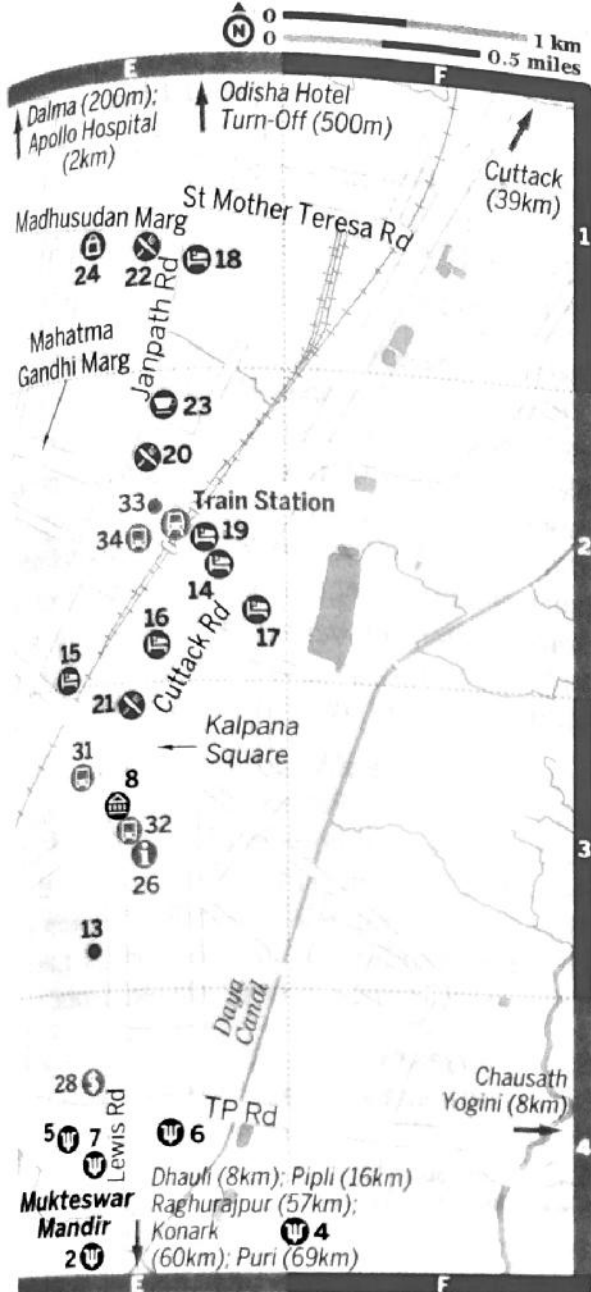 N
0 1 km
0 0.5 miles
E F
Dalma (200m);
Apollo Hospital
(2km)
Odisha Hotel
Turn-Off (500m)
Cuttack
(39km)
St Mother Teresa Rd
Madhusudan Marg
1
24 22 18
Janpath Rd
Mahatma
Gandhi Marg
23
20
33 Train Station
34 19
2
14
16 17
15
Cuttack Rd
21
Kalpana
Square
31
8
32
26
3
13
Daya
Canal
28
Chausath
Yogini (8km)
Lewis Rd
TP Rd
5 7 6
4
Mukteswar
Mandir
Dhauli (8km); Pipli (16km)
Raghurajpur (57km);
Konark
(60km); Puri (69km)
4
2
E F